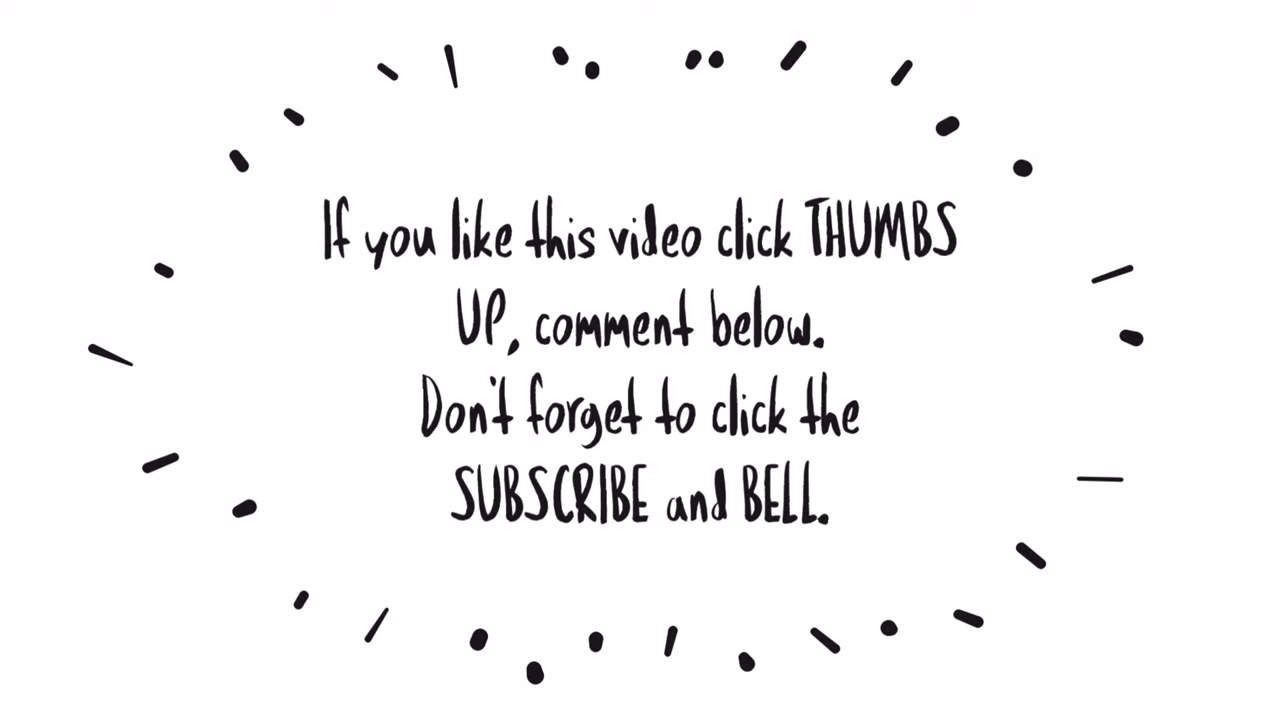 If you like this video click THUMBS
UP, comment below.
Don't forget to click the
SUBSCRIBE and BELL.